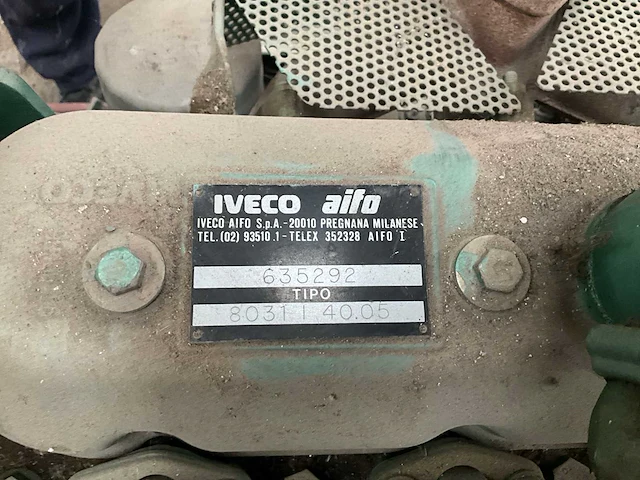 IVECO aifo
IVECO AIFO S.p.A.-20010 PREGNANA MILANESE
TEL.(02) 93510.1-TELEX 352328 AIFO I
635292
TIPO
8031 I 40.05